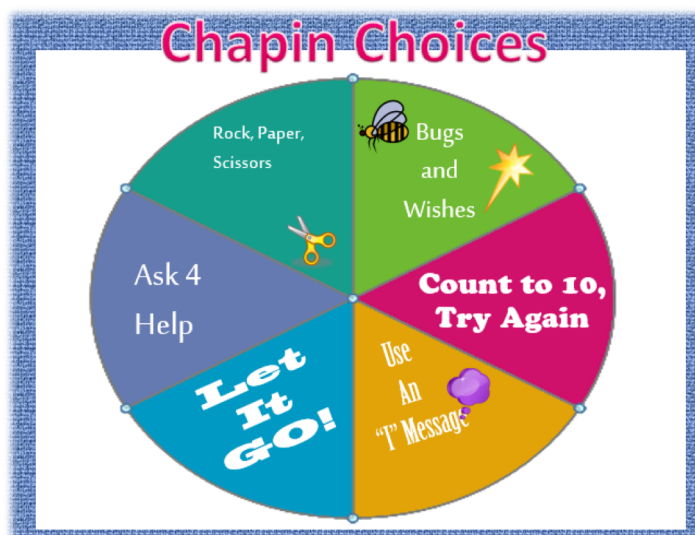 Chapin Choices
Rock, Paper,
Scissors
Bugs
and
Wishes
Ask 4
Help
Count to 10,
Try Again
Let
It
GO!
Use
An
"I" Message